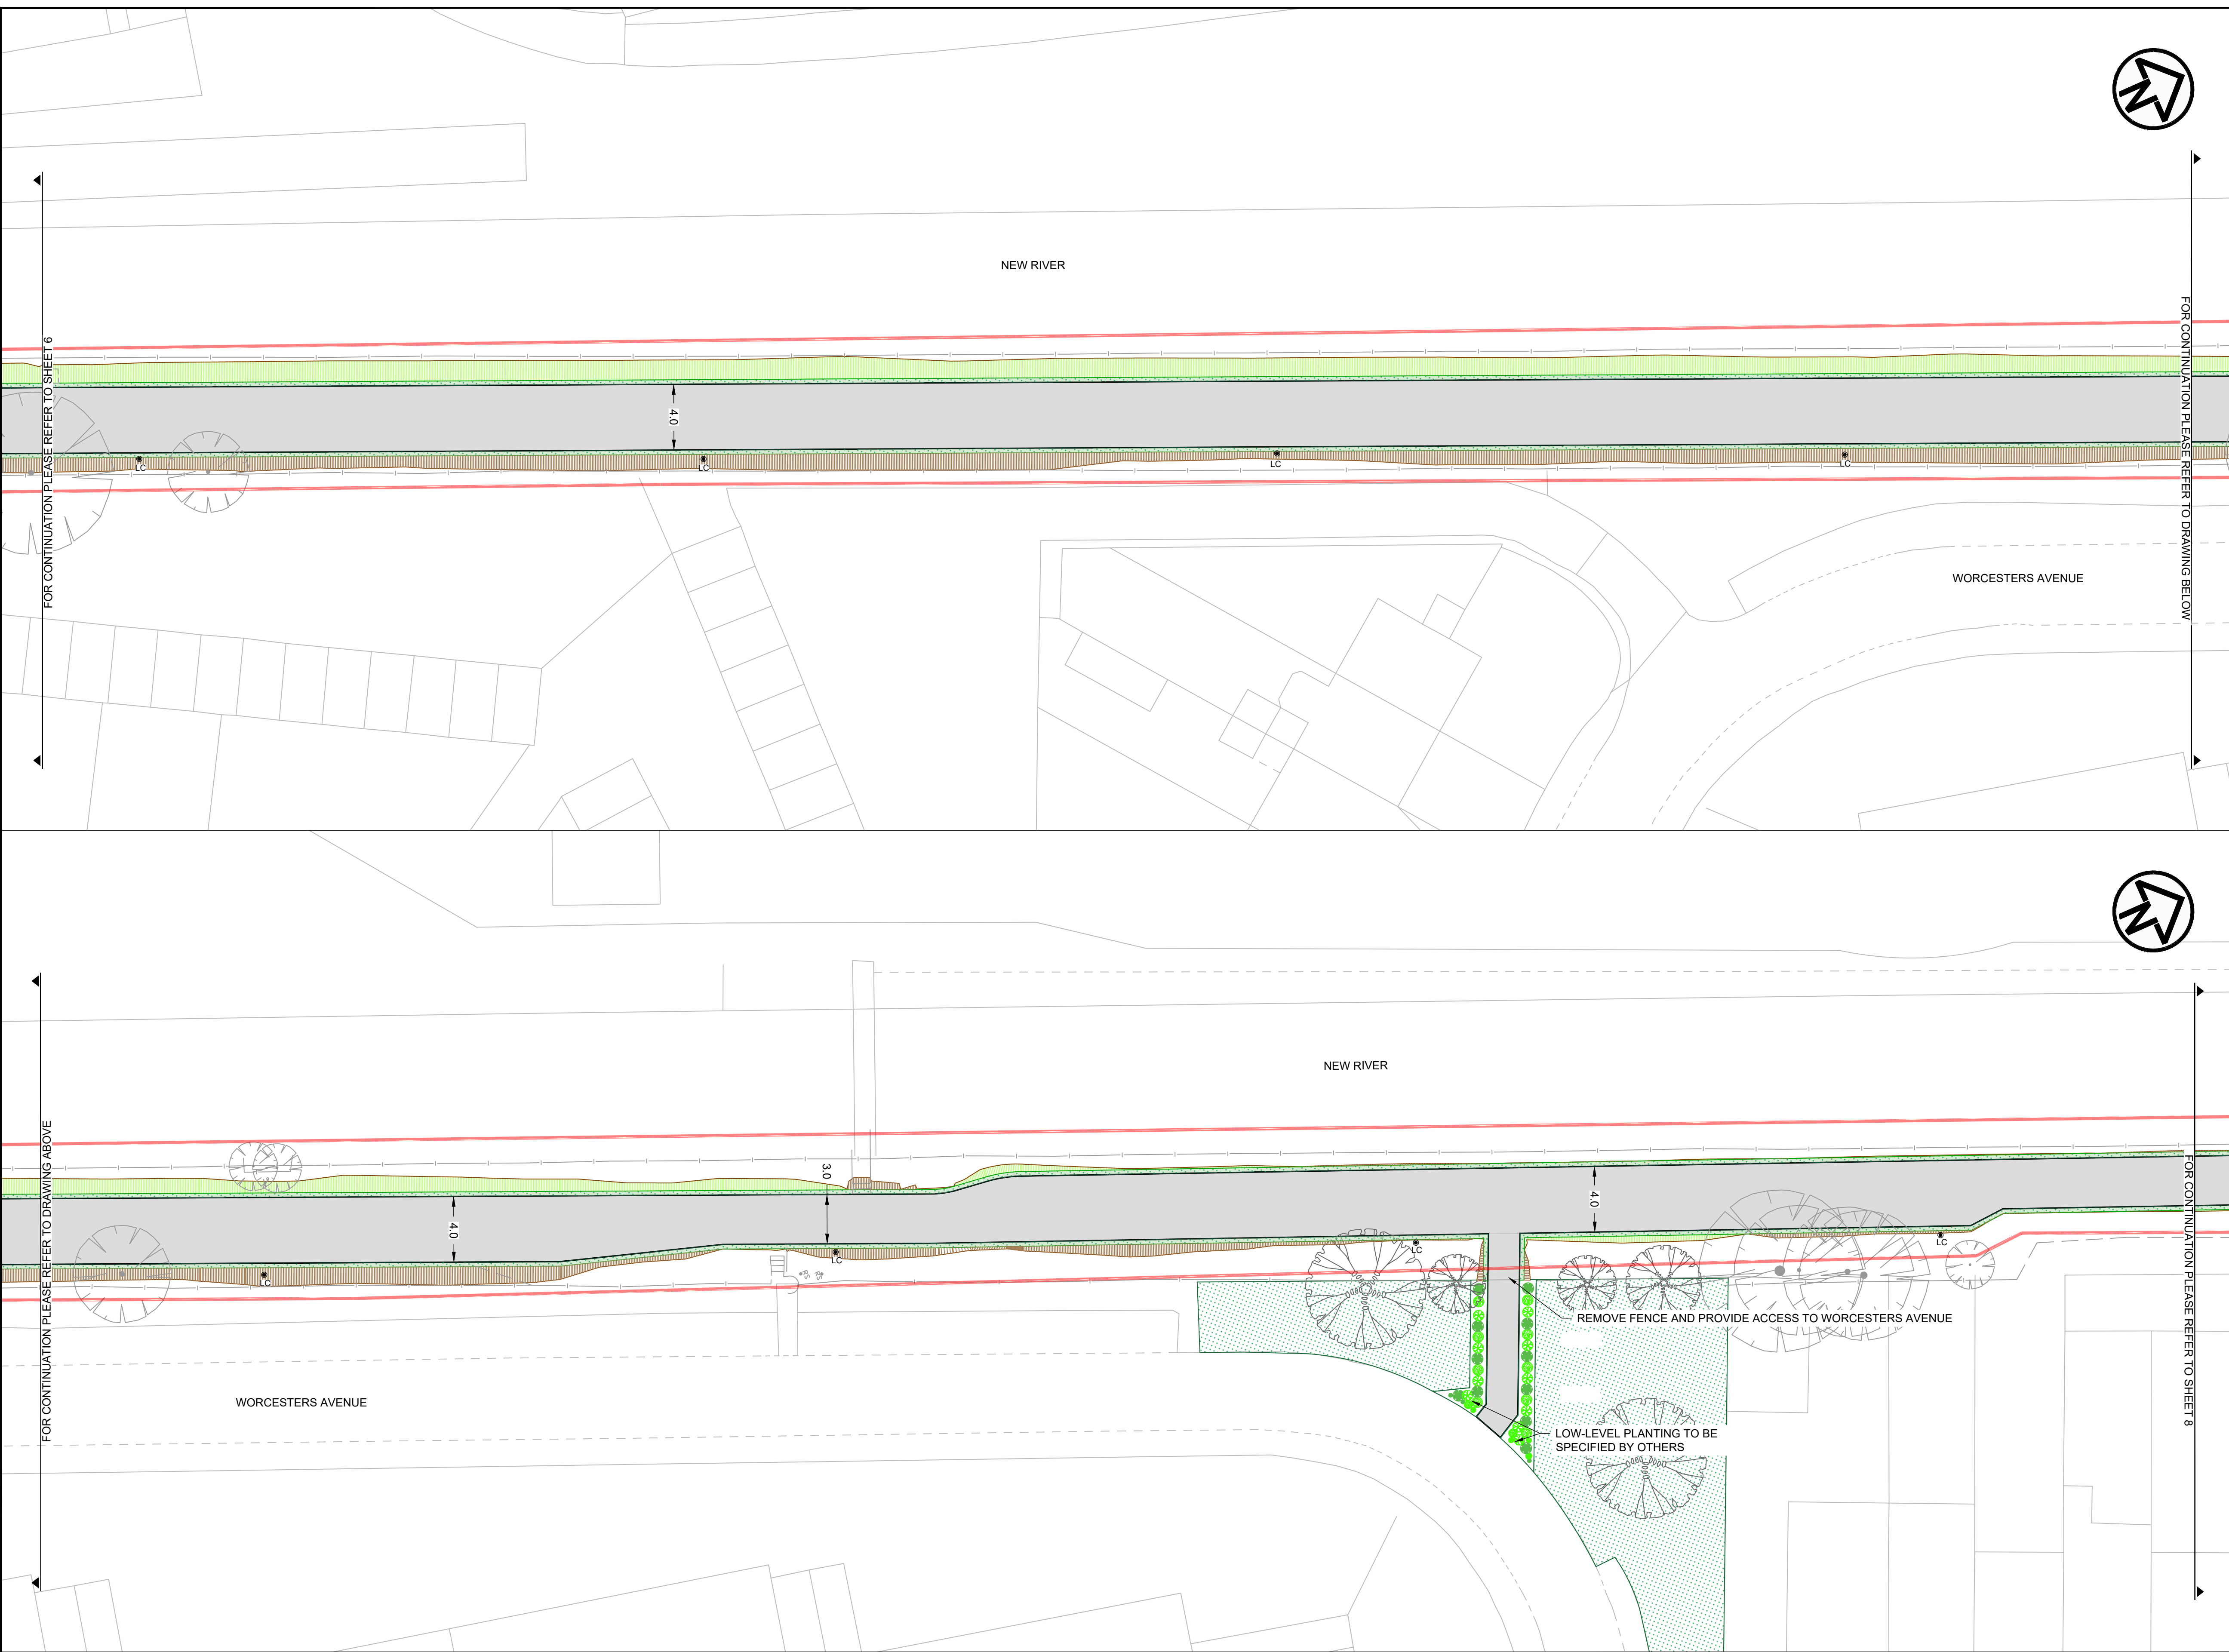 N
NEW RIVER
FOR CONTINUATION PLEASE REFER TO SHEET 6
FOR CONTINUATION PLEASE REFER TO DRAWING BELOW
4.0
LC
LC
LC
LC
WORCESTERS AVENUE
N
NEW RIVER
FOR CONTINUATION PLEASE REFER TO DRAWING ABOVE
FOR CONTINUATION PLEASE REFER TO SHEET 8
3.0
4.0
4.0
LC
LC
LC
LC
RS
RS
REMOVE FENCE AND PROVIDE ACCESS TO WORCESTERS AVENUE
WORCESTERS AVENUE
LOW-LEVEL PLANTING TO BE
SPECIFIED BY OTHERS